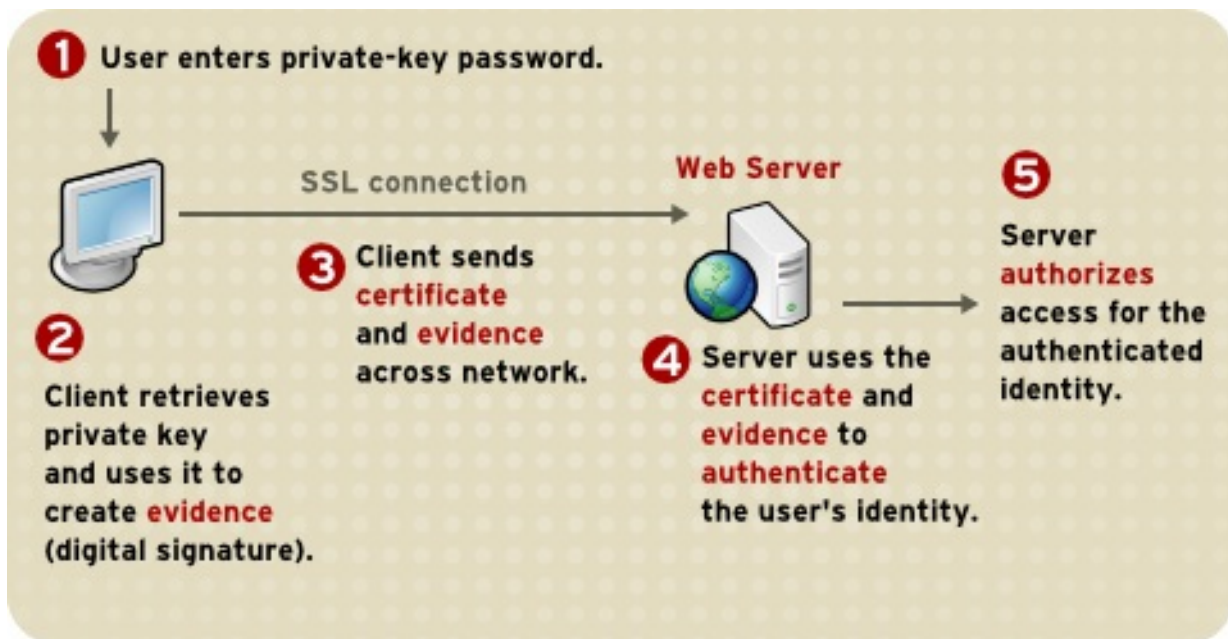 1 User enters private-key password.
SSL connection
Web Server
2
Client retrieves
private key
and uses it to
create evidence
(digital signature).
3 Client sends
certificate
and evidence
across network.
4 Server uses the
certificate and
evidence to
authenticate
the user's identity.
5
Server
authorizes
access for the
authenticated
identity.